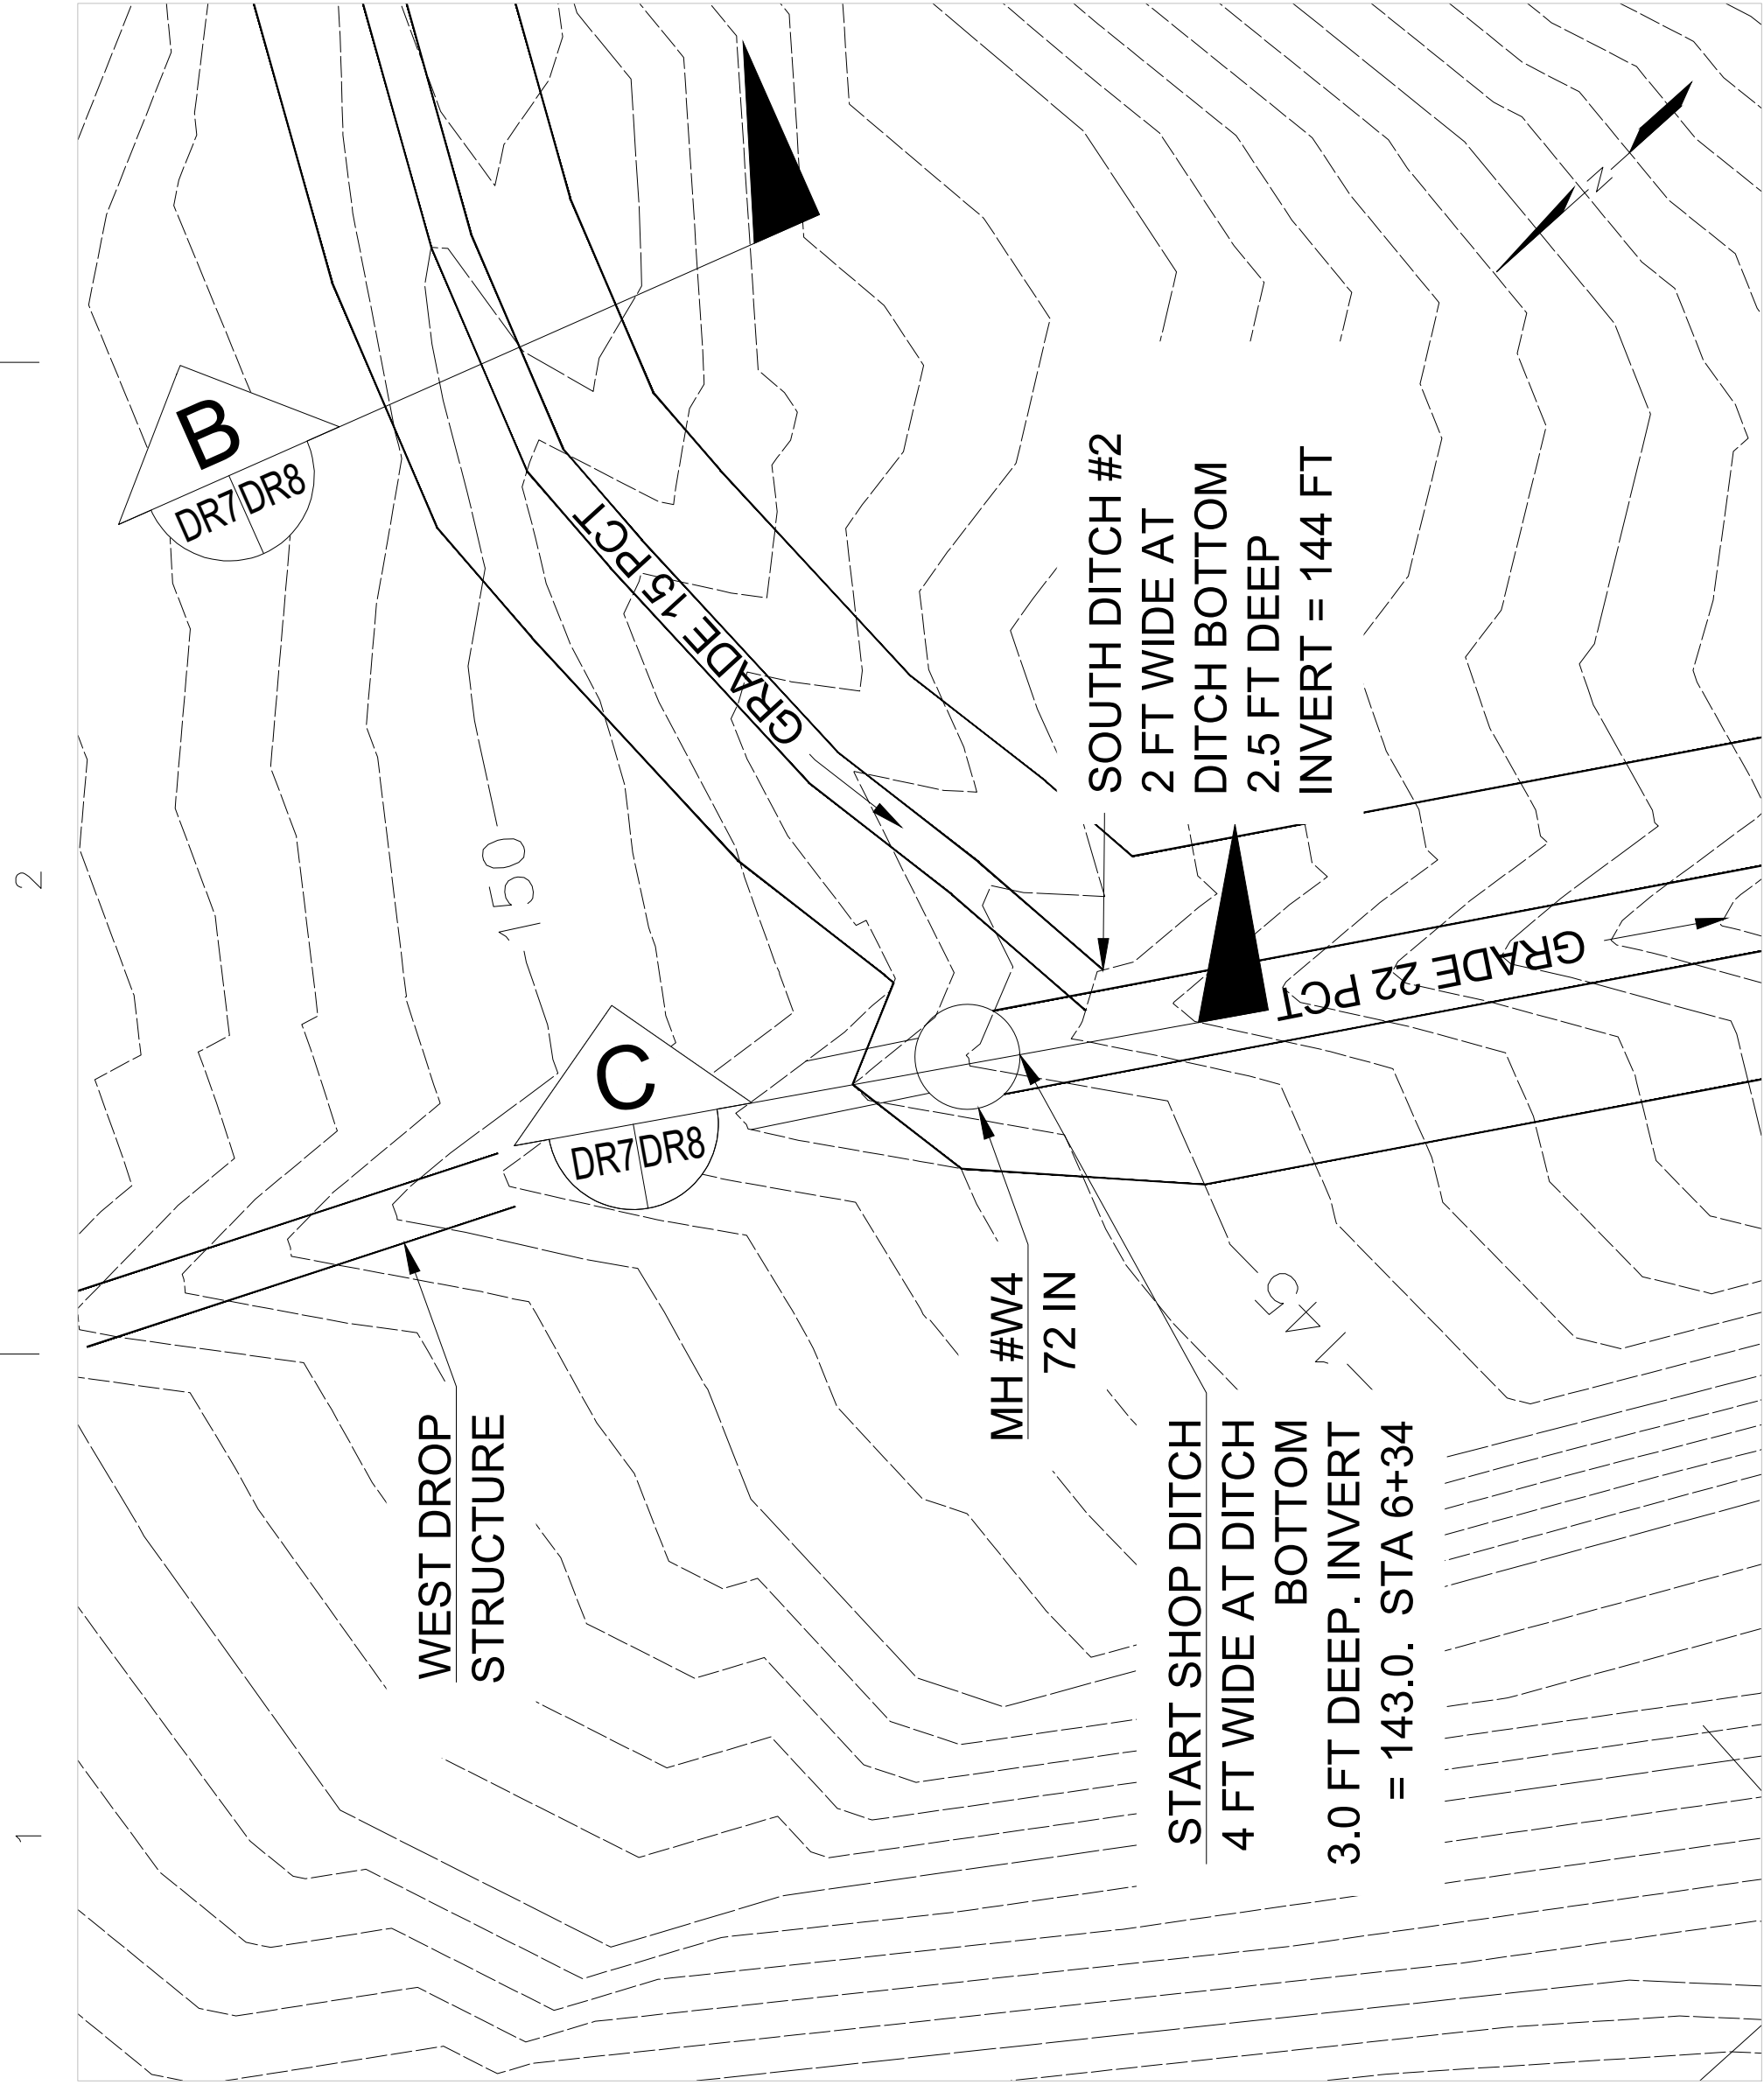 B
DR7 DR8
GRADE 15 PCT
SOUTH DITCH #2
2 FT WIDE AT
DITCH BOTTOM
2.5 FT DEEP
INVERT = 144 FT
N
150
C
DR7 DR8
GRADE 22 PCT
WEST DROP
STRUCTURE
MH #W4
72 IN
145
START SHOP DITCH
4 FT WIDE AT DITCH
BOTTOM
3.0 FT DEEP. INVERT
= 143.0. STA 6+34
1
2